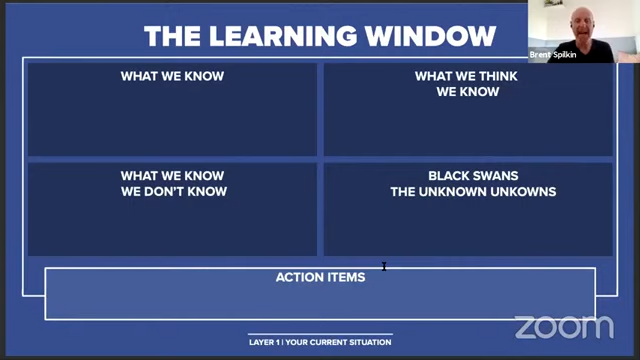 THE LEARNING WINDOW
Brent Spilkin
WHAT WE KNOW
WHAT WE THINK
WE KNOW
WHAT WE KNOW
WE DON'T KNOW
BLACK SWANS
THE UNKNOWN UNKOWNS
ACTION ITEMS
zoom
LAYER 1 | YOUR CURRENT SITUATION